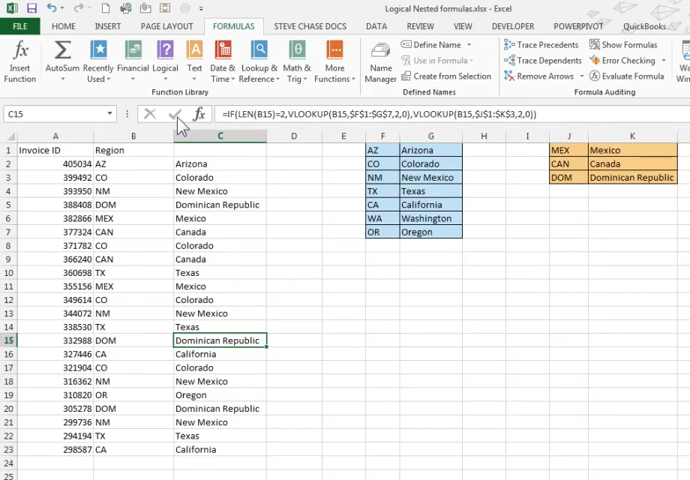 Logical Nested formulas.xlsx - Excel
FILE HOME INSERT PAGE LAYOUT FORMULAS STEVE CHASE DOCS DATA REVIEW VIEW DEVELOPER POWERPIVOT QuickBooks
fx Insert Function
Σ AutoSum
Recently Used
Financial
Logical
A Text
Date & Time
Lookup & Reference
θ Math & Trig
More Functions
Function Library
Name Manager
Define Name
Use in Formula
Create from Selection
Defined Names
Trace Precedents
Trace Dependents
Remove Arrows
Show Formulas
Error Checking
Evaluate Formula
Formula Auditing
C15 fx =IF(LEN(B15)=2,VLOOKUP(B15,$F$1:$G$7,2,0),VLOOKUP(B15,$J$1:$K$3,2,0))
A B C D E F G H I J K
1 Invoice ID Region AZ Arizona MEX Mexico
2 405034 AZ Arizona CO Colorado CAN Canada
3 399492 CO Colorado NM New Mexico DOM Dominican Republic
4 393950 NM New Mexico TX Texas
5 388408 DOM Dominican Republic CA California
6 382866 MEX Mexico WA Washington
7 377324 CAN Canada OR Oregon
8 371782 CO Colorado
9 366240 CAN Canada
10 360698 TX Texas
11 355156 MEX Mexico
12 349614 CO Colorado
13 344072 NM New Mexico
14 338530 TX Texas
15 332988 DOM Dominican Republic
16 327446 CA California
17 321904 CO Colorado
18 316362 NM New Mexico
19 310820 OR Oregon
20 305278 DOM Dominican Republic
21 299736 NM New Mexico
22 294194 TX Texas
23 298587 CA California
24
25